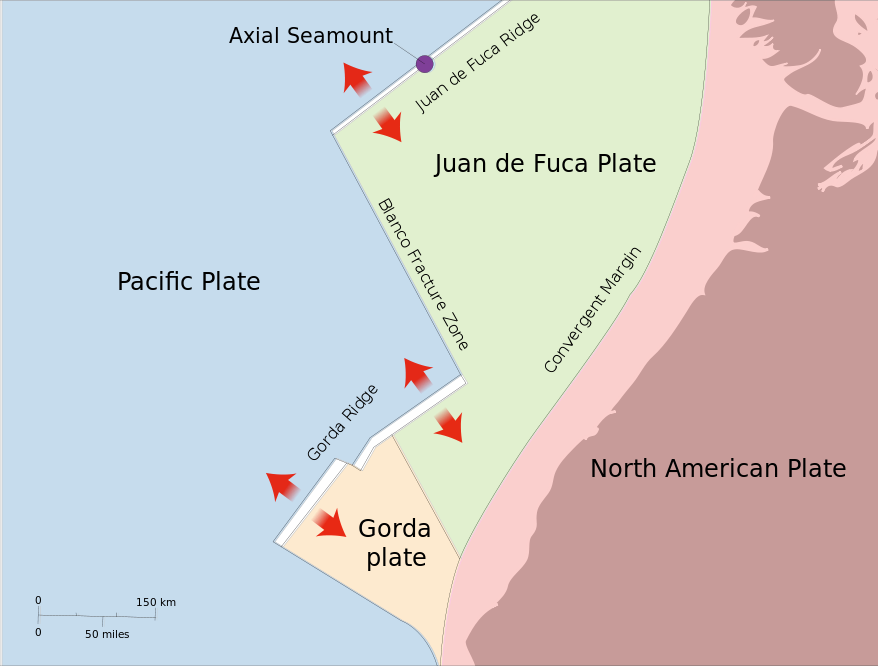 Axial Seamount
Juan de Fuca Ridge
Juan de Fuca Plate
Blanco Fracture Zone
Pacific Plate
Convergent Margin
Gorda Ridge
North American Plate
Gorda
plate
0
150 km
0
50 miles